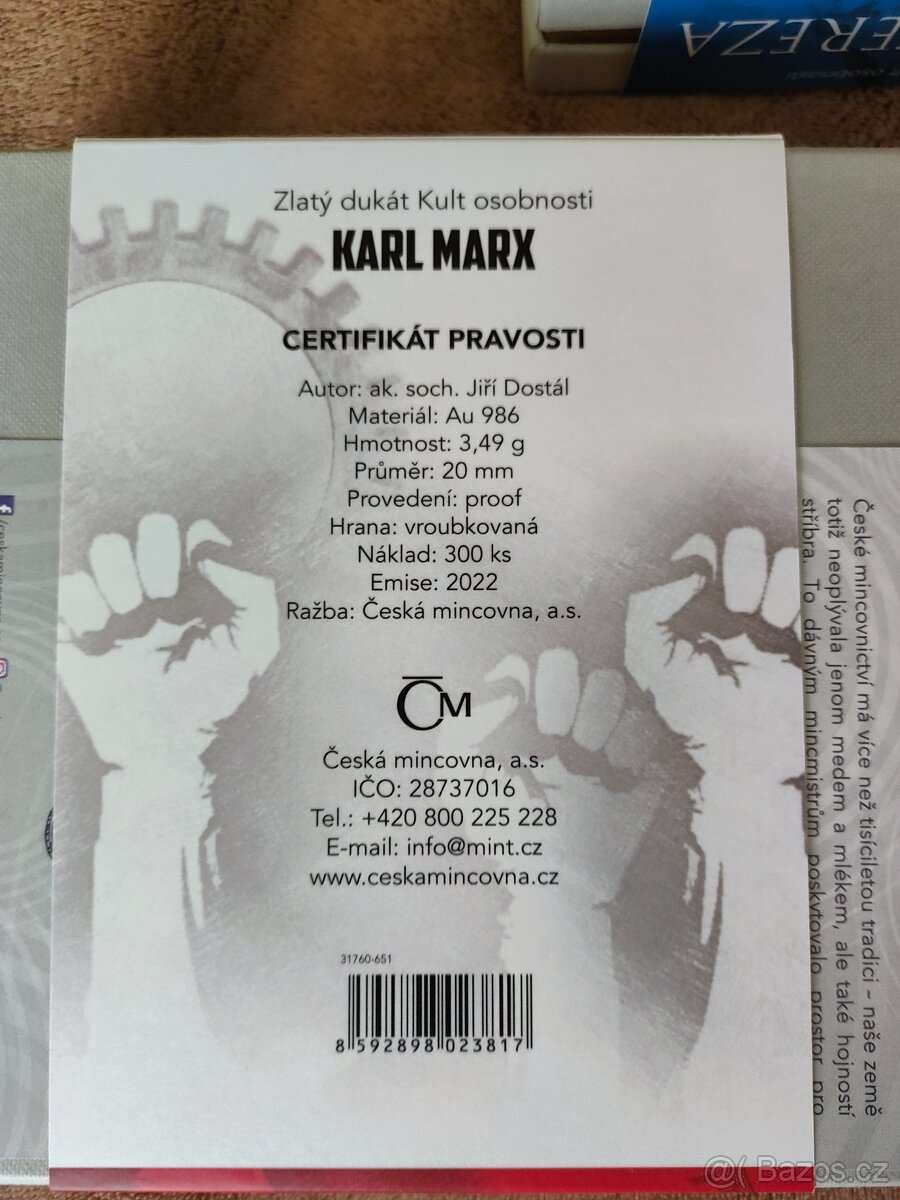 EREZA
t osobnosti
Zlatý dukát Kult osobnosti
KARL MARX
CERTIFIKÁT PRAVOSTI
Autor: ak. soch. Jiří Dostál
Materiál: Au 986
Hmotnost: 3,49 g
Průměr: 20 mm
Provedení: proof
Hrana: vroubkovaná
Náklad: 300 ks
Emise: 2022
Ražba: Česká mincovna, a.s.
ČM
Česká mincovna, a.s.
IČO: 28737016
Tel.: +420 800 225 228
E-mail: info@mint.cz
www.ceskamincovna.cz
31760-651
8 592898 023817
České mincovnictví má více než tisíciletou tradici – naše země
totiž neoplývala jenom medem a mlékem, ale také hojností
stříbra. To dávným mincmistrům poskytovalo prostor pro
@( Bazos.cz